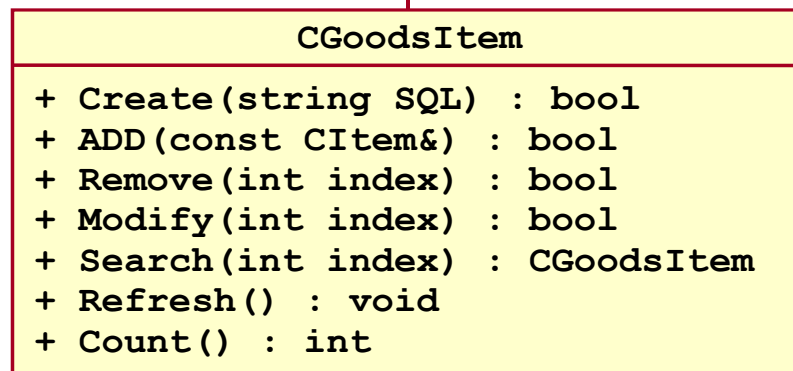 CGoodsItem
+ Create(string SQL) : bool
+ ADD(const CItem&) : bool
+ Remove(int index) : bool
+ Modify(int index) : bool
+ Search(int index) : CGoodsItem
+ Refresh() : void
+ Count() : int